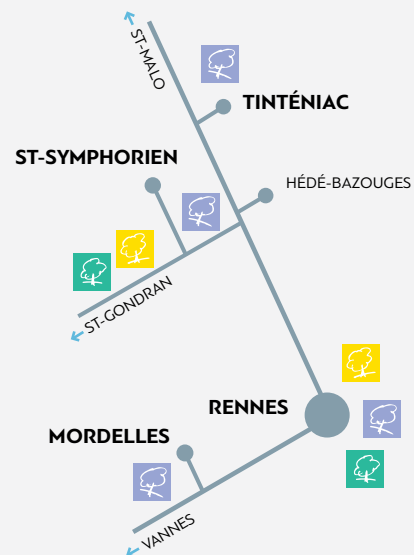 ST-MALO
TINTÉNIAC
ST-SYMPHORIEN
HÉDÉ-BAZOUGES
ST-GONDRAN
RENNES
MORDELLES
VANNES